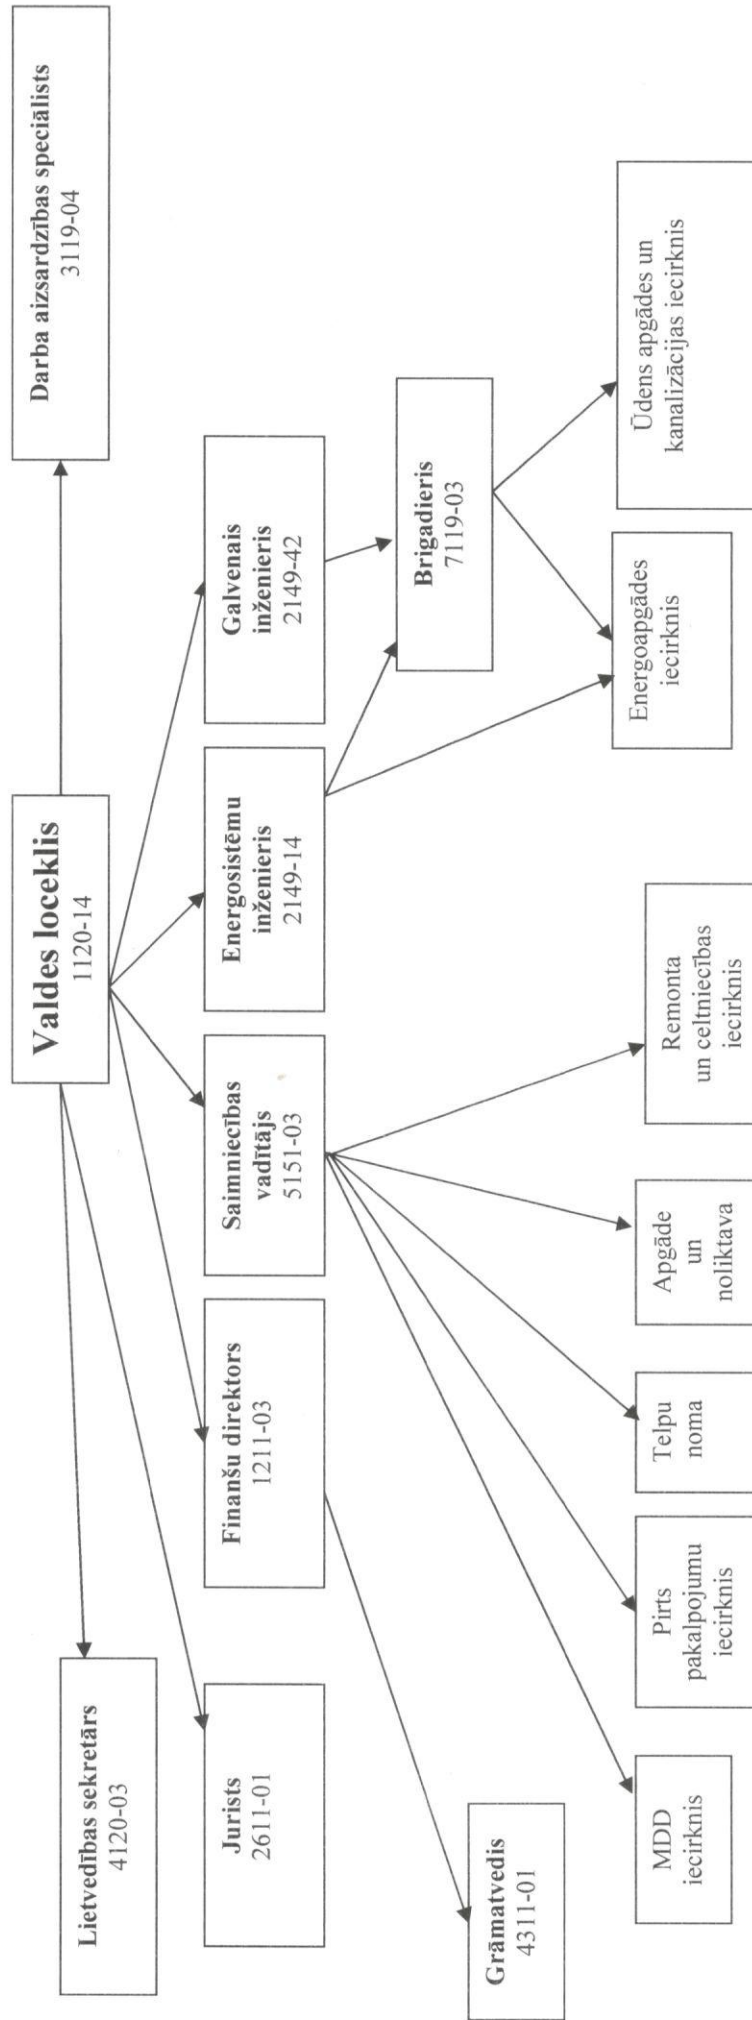 Valdes loceklis
1120-14
Darba aizsardzības speciālists
3119-04
Lietvedības sekretārs
4120-03
Jurists
2611-01
Finanšu direktors
1211-03
Saimniecības
vadītājs
5151-03
Energosistēmu
inženieris
2149-14
Galvenais
inženieris
2149-42
Brigadieris
7119-03
Grāmatvedis
4311-01
MDD
iecirknis
Pirts
pakalpojumu
iecirknis
Telpu
noma
Apgāde
un
noliktava
Remonta
un celtniecības
iecirknis
Energoapgādes
iecirknis
Ūdens apgādes un
kanalizācijas iecirknis